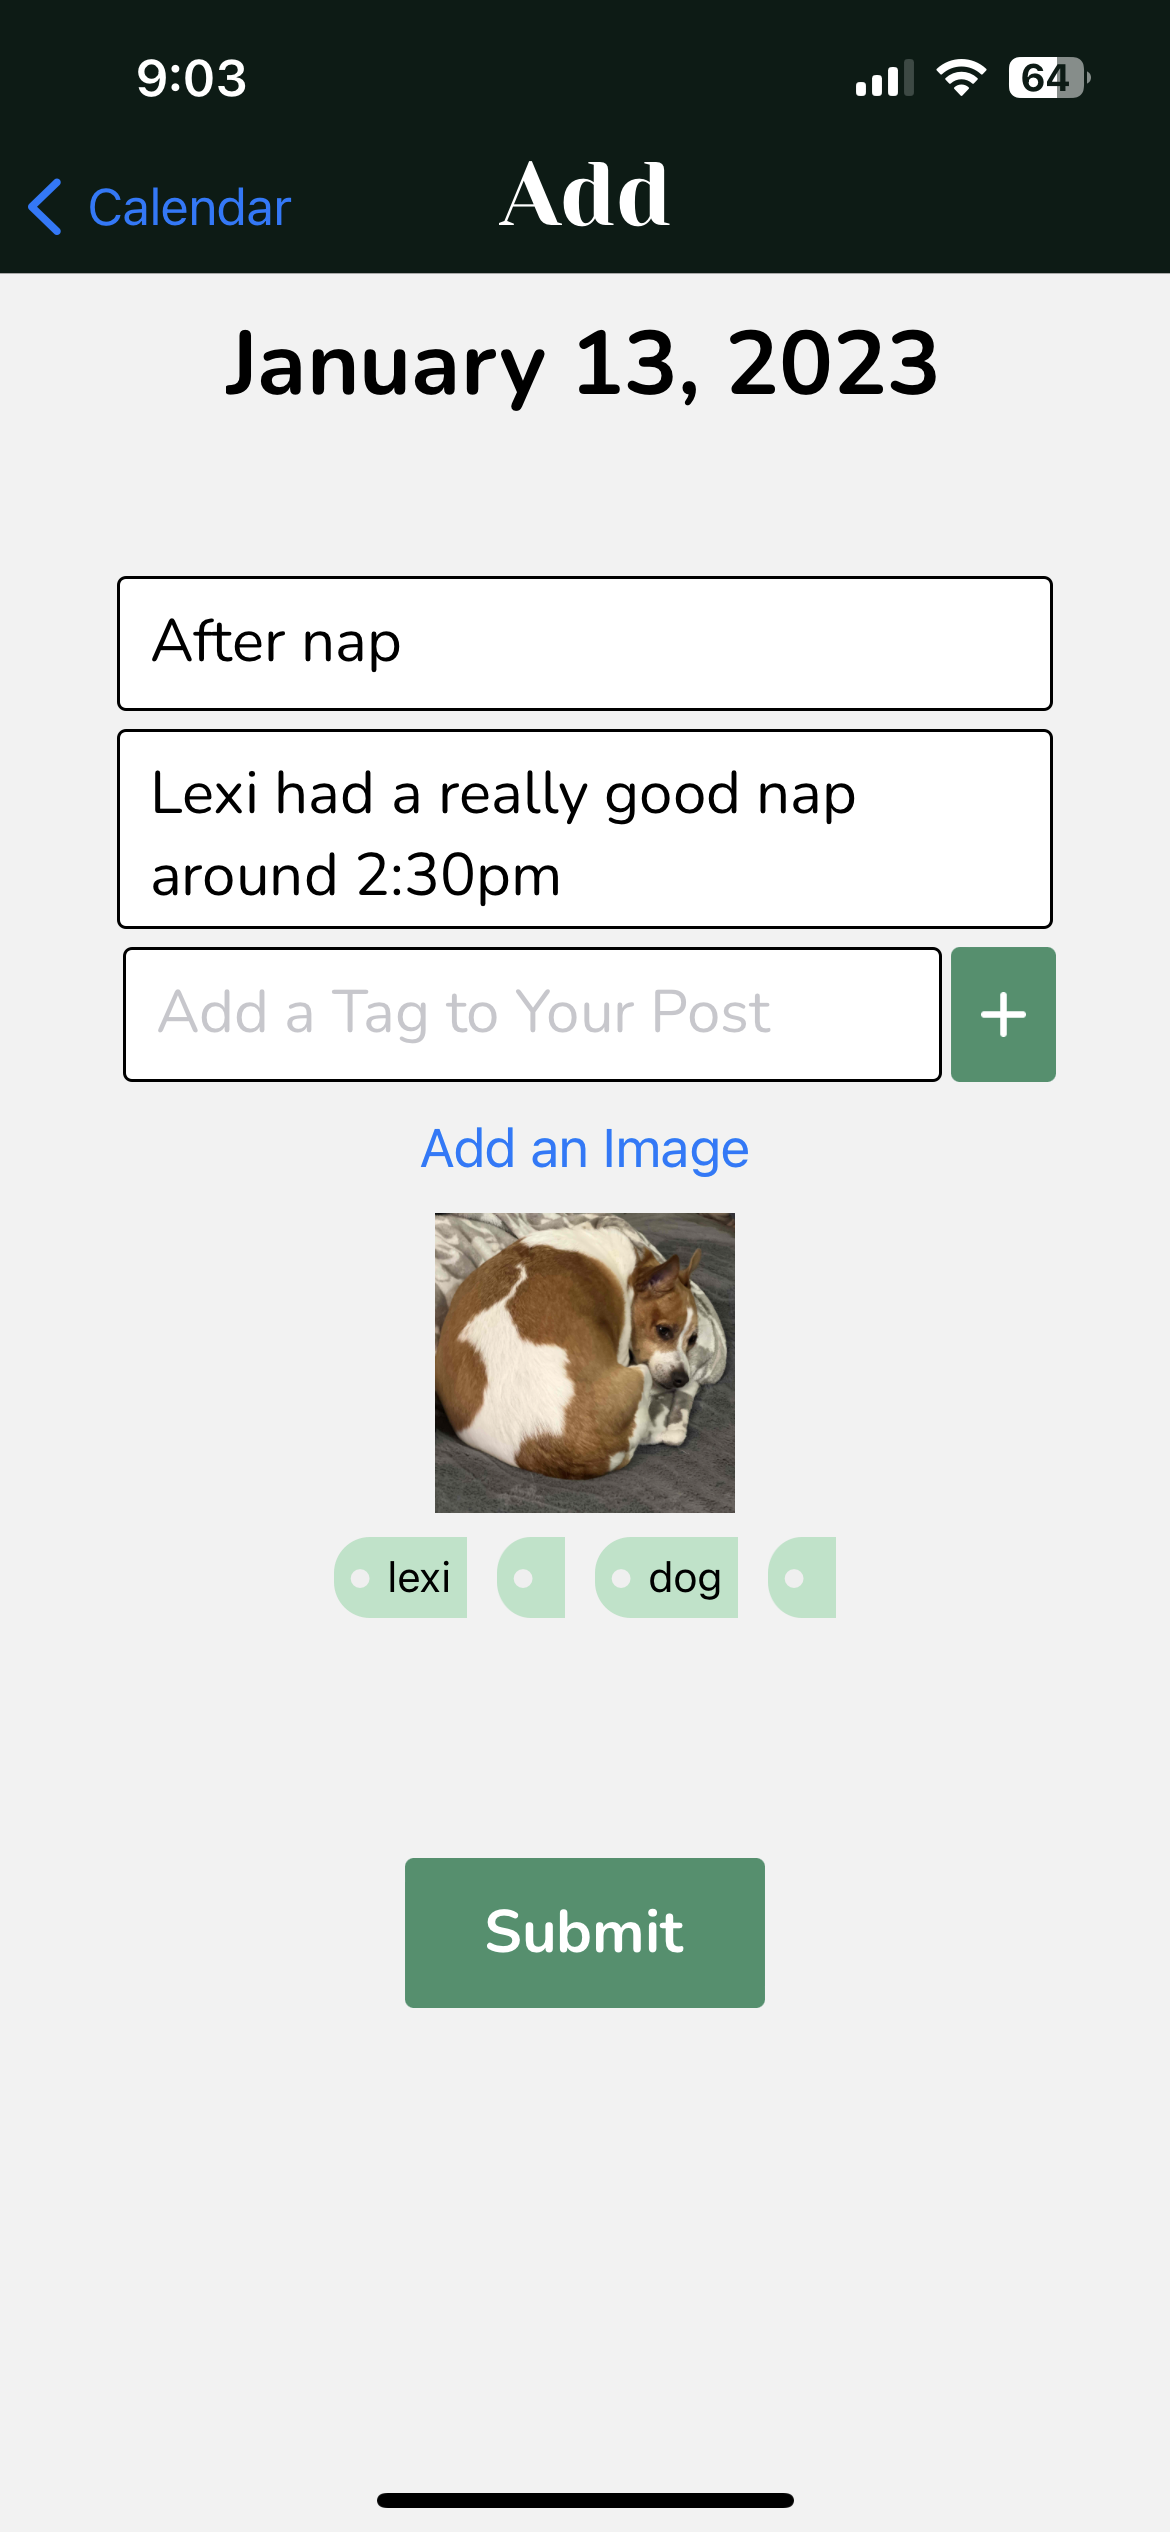 9:03
64
Calendar
Add
January 13, 2023
After nap
Lexi had a really good nap
around 2:30pm
Add a Tag to Your Post
+
Add an Image
lexi
dog
Submit